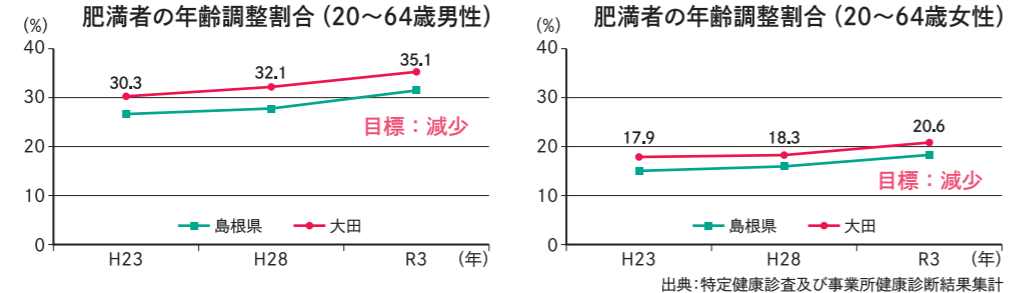 肥満者の年齢調整割合（20～64歳男性）
(%)
40
30
20
10
0
30.3
32.1
35.1
目標：減少
島根県
大田
H23
H28
R3
(年)
肥満者の年齢調整割合（20～64歳女性）
(%)
40
30
20
10
0
17.9
18.3
20.6
目標：減少
島根県
大田
H23
H28
R3
(年)
出典：特定健康診査及び事業所健康診断結果集計